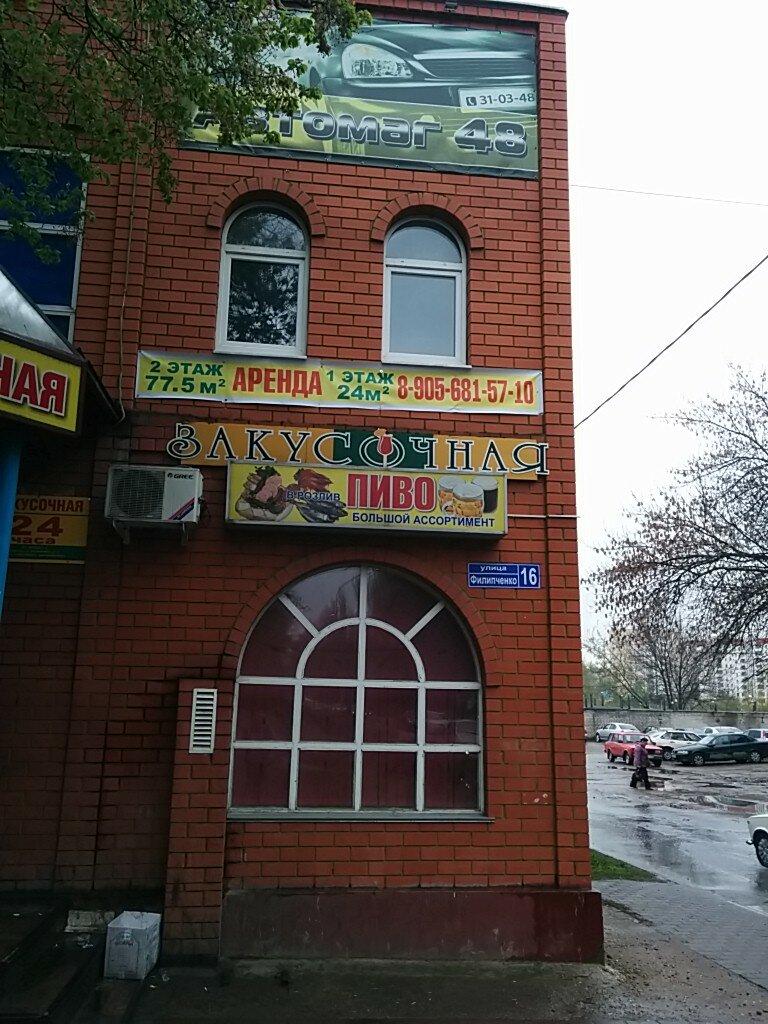 31-03-48
Автомаг 48
2 ЭТАЖ
77.5 м²
АРЕНДА
1 ЭТАЖ
24м²
8-905-681-57-10
ЗАКУСОЧНАЯ
НАЯ
GREE
В РОЗЛИВ
ПИВО
БОЛЬШОЙ АССОРТИМЕНТ
КУСОЧНАЯ
24
часа
улица
Филипченко
16